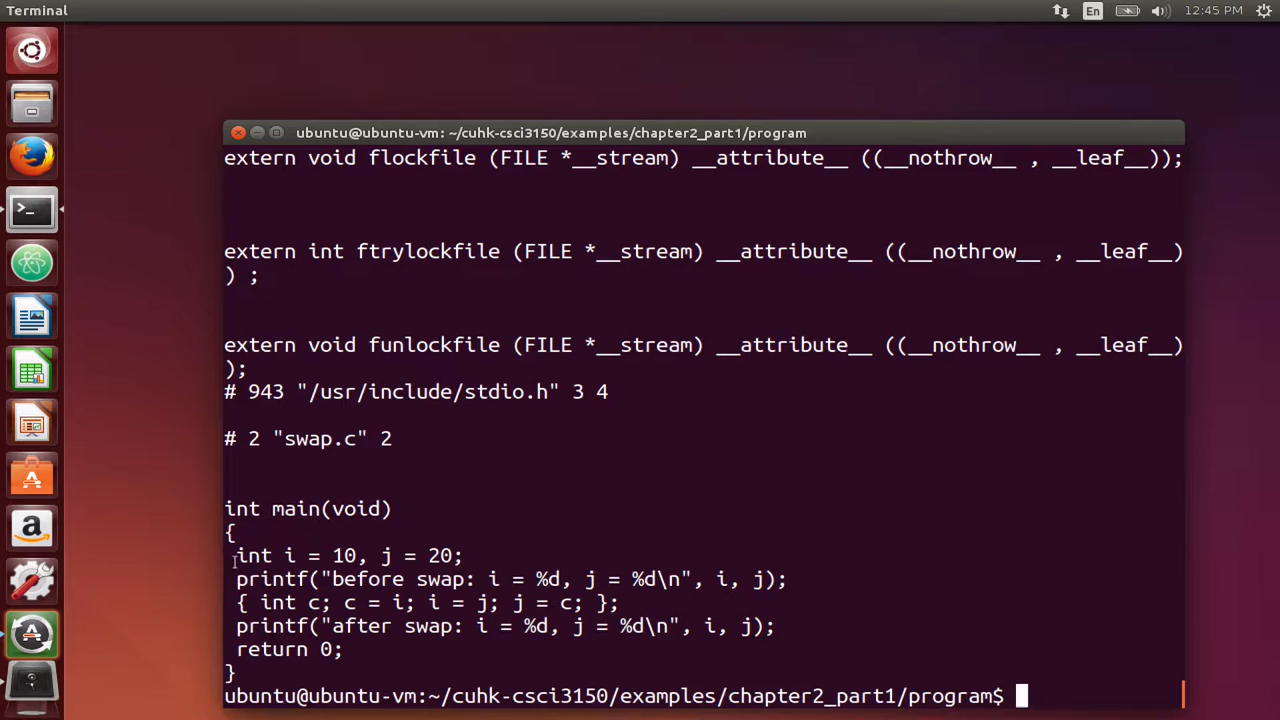 Terminal
En
12:45 PM
ubuntu@ubuntu-vm: ~/cuhk-csci3150/examples/chapter2_part1/program
extern void flockfile (FILE *__stream) __attribute__ ((__nothrow__ , __leaf__));
extern int ftrylockfile (FILE *__stream) __attribute__ ((__nothrow__ , __leaf__)
) ;
extern void funlockfile (FILE *__stream) __attribute__ ((__nothrow__ , __leaf__)
);
# 943 "/usr/include/stdio.h" 3 4
# 2 "swap.c" 2
int main(void)
{
int i = 10, j = 20;
printf("before swap: i = %d, j = %d\n", i, j);
{ int c; c = i; i = j; j = c; };
printf("after swap: i = %d, j = %d\n", i, j);
return 0;
}
ubuntu@ubuntu-vm:~/cuhk-csci3150/examples/chapter2_part1/program$